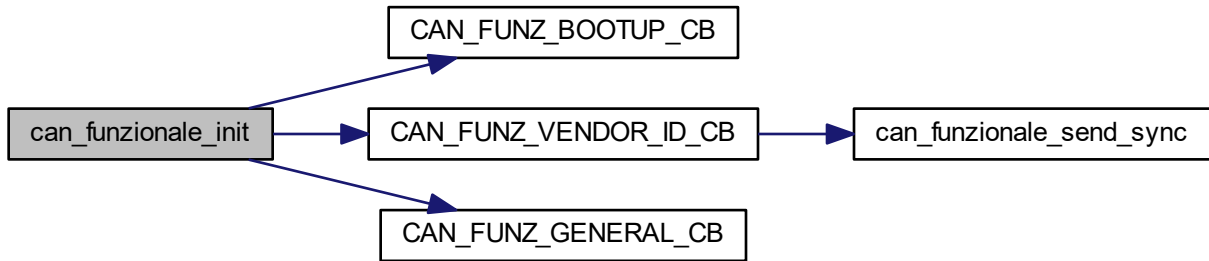 CAN_FUNZ_BOOTUP_CB
can_funzionale_init
CAN_FUNZ_VENDOR_ID_CB
can_funzionale_send_sync
CAN_FUNZ_GENERAL_CB